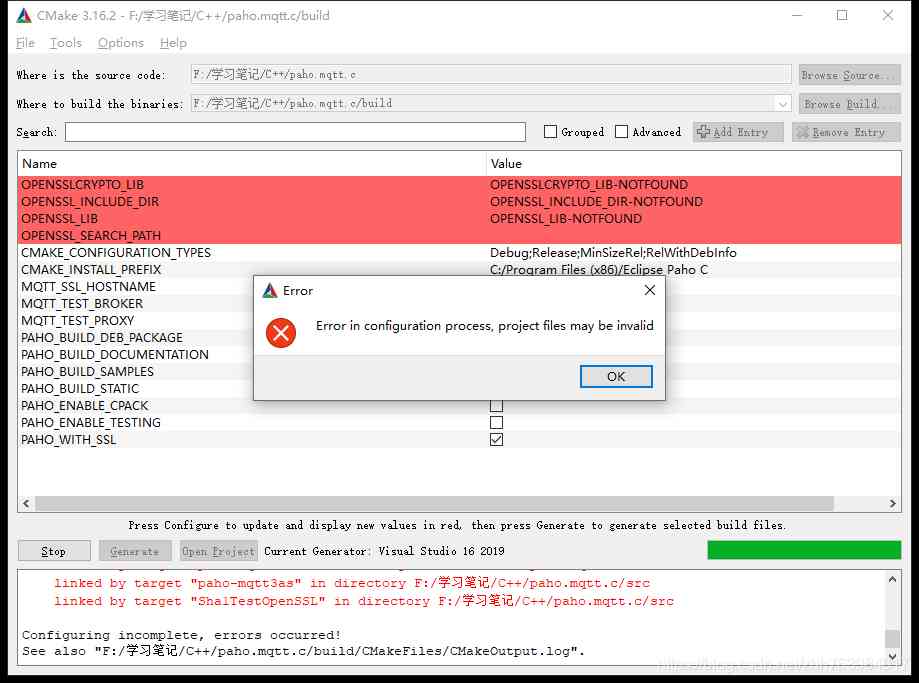 CMake 3.16.2 - F:/学习笔记/C++/paho.mqtt.c/build
File Tools Options Help
Where is the source code: F:/学习笔记/C++/paho.mqtt.c Browse Source...
Where to build the binaries: F:/学习笔记/C++/paho.mqtt.c/build Browse Build...
Search: Grouped Advanced Add Entry Remove Entry
Name Value
OPENSSLCRYPTO_LIB OPENSSLCRYPTO_LIB-NOTFOUND
OPENSSL_INCLUDE_DIR OPENSSL_INCLUDE_DIR-NOTFOUND
OPENSSL_LIB OPENSSL_LIB-NOTFOUND
OPENSSL_SEARCH_PATH
CMAKE_CONFIGURATION_TYPES Debug;Release;MinSizeRel;RelWithDebInfo
CMAKE_INSTALL_PREFIX C:/Program Files (x86)/Eclipse Paho C
MQTT_SSL_HOSTNAME
MQTT_TEST_BROKER
MQTT_TEST_PROXY
PAHO_BUILD_DEB_PACKAGE
PAHO_BUILD_DOCUMENTATION
PAHO_BUILD_SAMPLES
PAHO_BUILD_STATIC
PAHO_ENABLE_CPACK
PAHO_ENABLE_TESTING
PAHO_WITH_SSL
Error
Error in configuration process, project files may be invalid
OK
Press Configure to update and display new values in red, then press Generate to generate selected build files.
Stop Generate Open Project Current Generator: Visual Studio 16 2019
linked by target "paho-mqtt3as" in directory F:/学习笔记/C++/paho.mqtt.c/src
linked by target "Sha1TestOpenSSL" in directory F:/学习笔记/C++/paho.mqtt.c/src
Configuring incomplete, errors occurred!
See also "F:/学习笔记/C++/paho.mqtt.c/build/CMakeFiles/CMakeOutput.log".